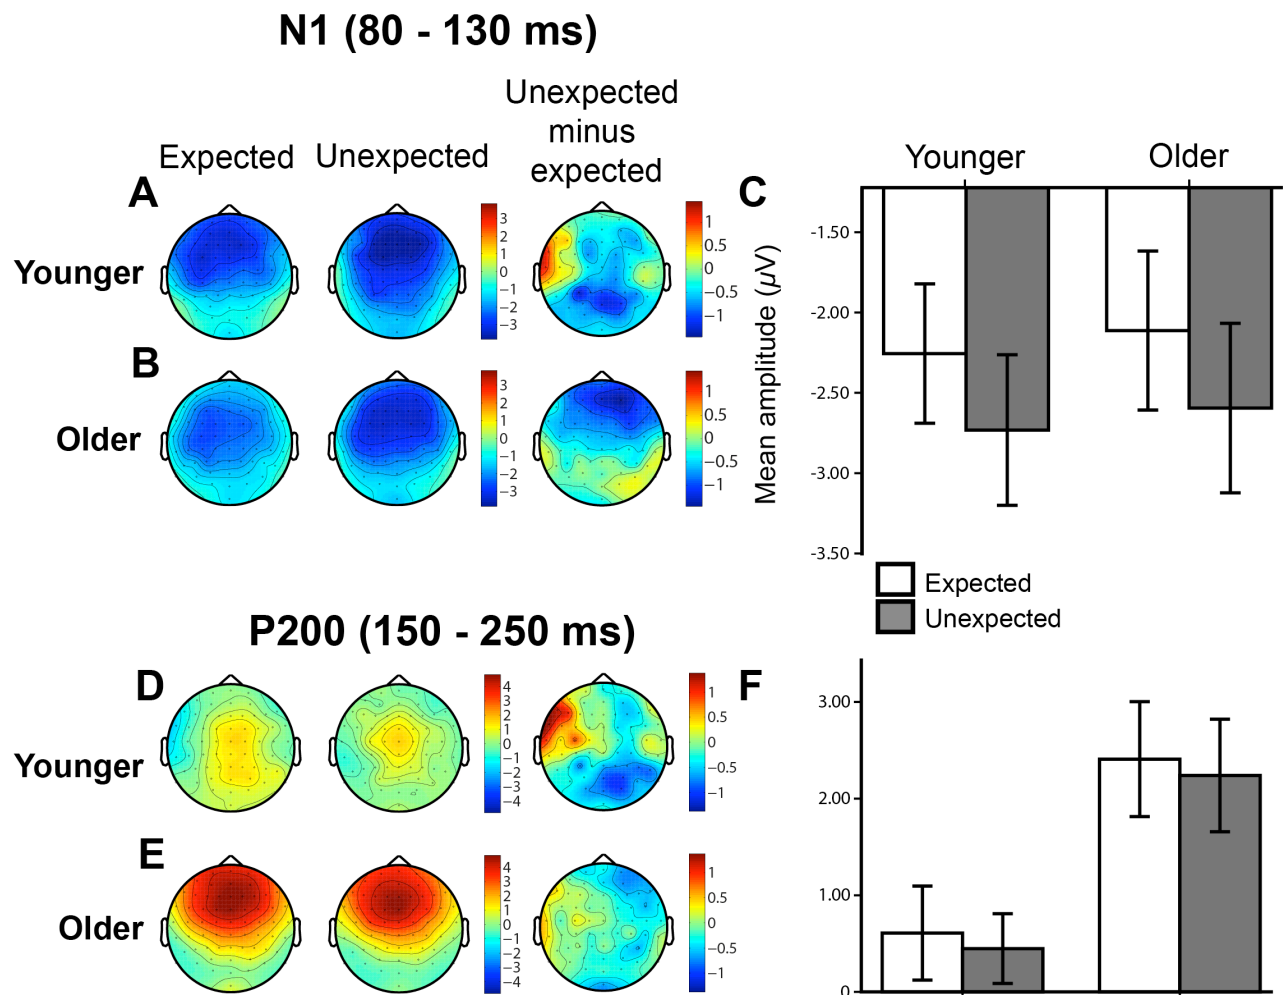 N1 (80 - 130 ms)
Expected
Unexpected
Unexpected
minus
expected
A
Younger
3
2
1
0
−1
−2
−3
1
0.5
0
−0.5
−1
B
Older
3
2
1
0
−1
−2
−3
1
0.5
0
−0.5
−1
C
Younger
Older
Mean amplitude (µV)
-1.50
-2.00
-2.50
-3.00
-3.50
Expected
Unexpected
P200 (150 - 250 ms)
D
Younger
4
3
2
1
0
−1
−2
−3
−4
1
0.5
0
−0.5
−1
E
Older
4
3
2
1
0
−1
−2
−3
−4
1
0.5
0
−0.5
−1
F
3.00
2.00
1.00
0